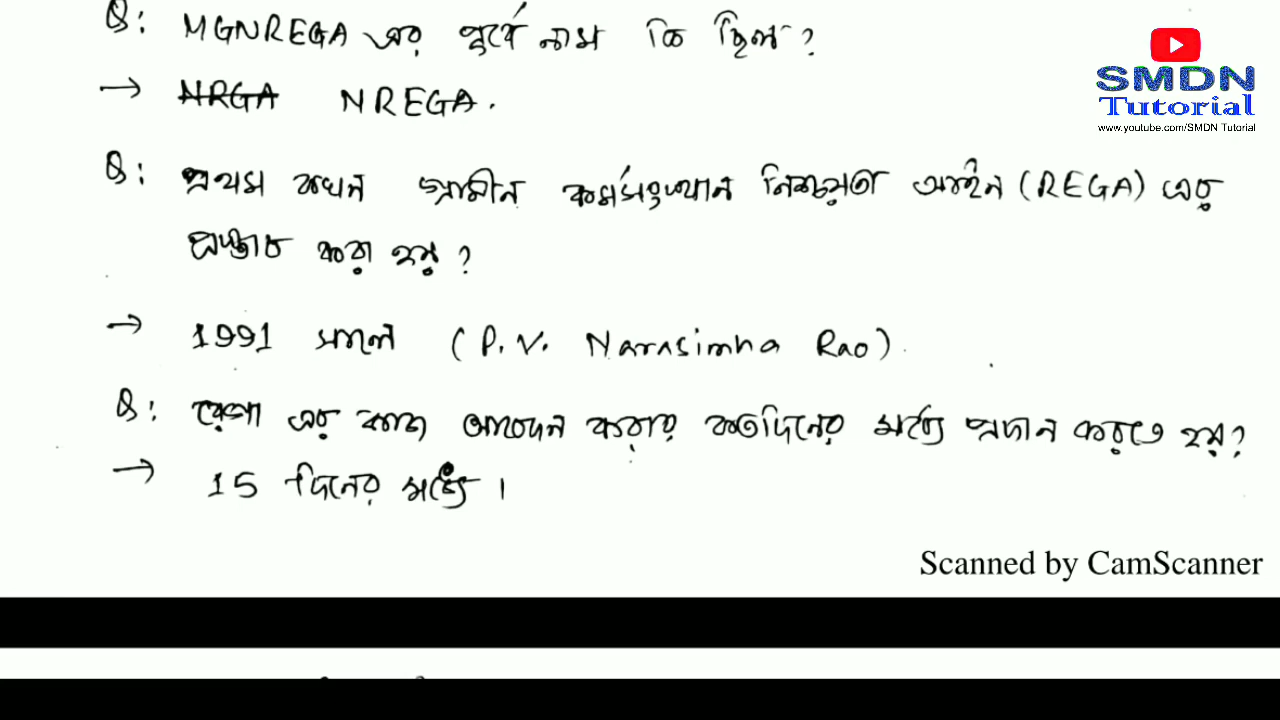 Q: MGNREGA এর পূর্বে নাম কি ছিল?
→ NRGA NREGA.
Q: প্রথম কখন গ্রামীন কর্মসংস্থান নিশ্চয়তা আইন (REGA) এর
প্রস্তাব করা হয়?
→ 1991 সালে (P.V. Narasimha Rao).
Q: রেগা এর কাজ আবেদন করার কতদিনের মধ্যে প্রদান করতে হয়?
→ 15 দিনের মধ্যে।
Scanned by CamScanner
SMDN
Tutorial
www.youtube.com/SMDN Tutorial